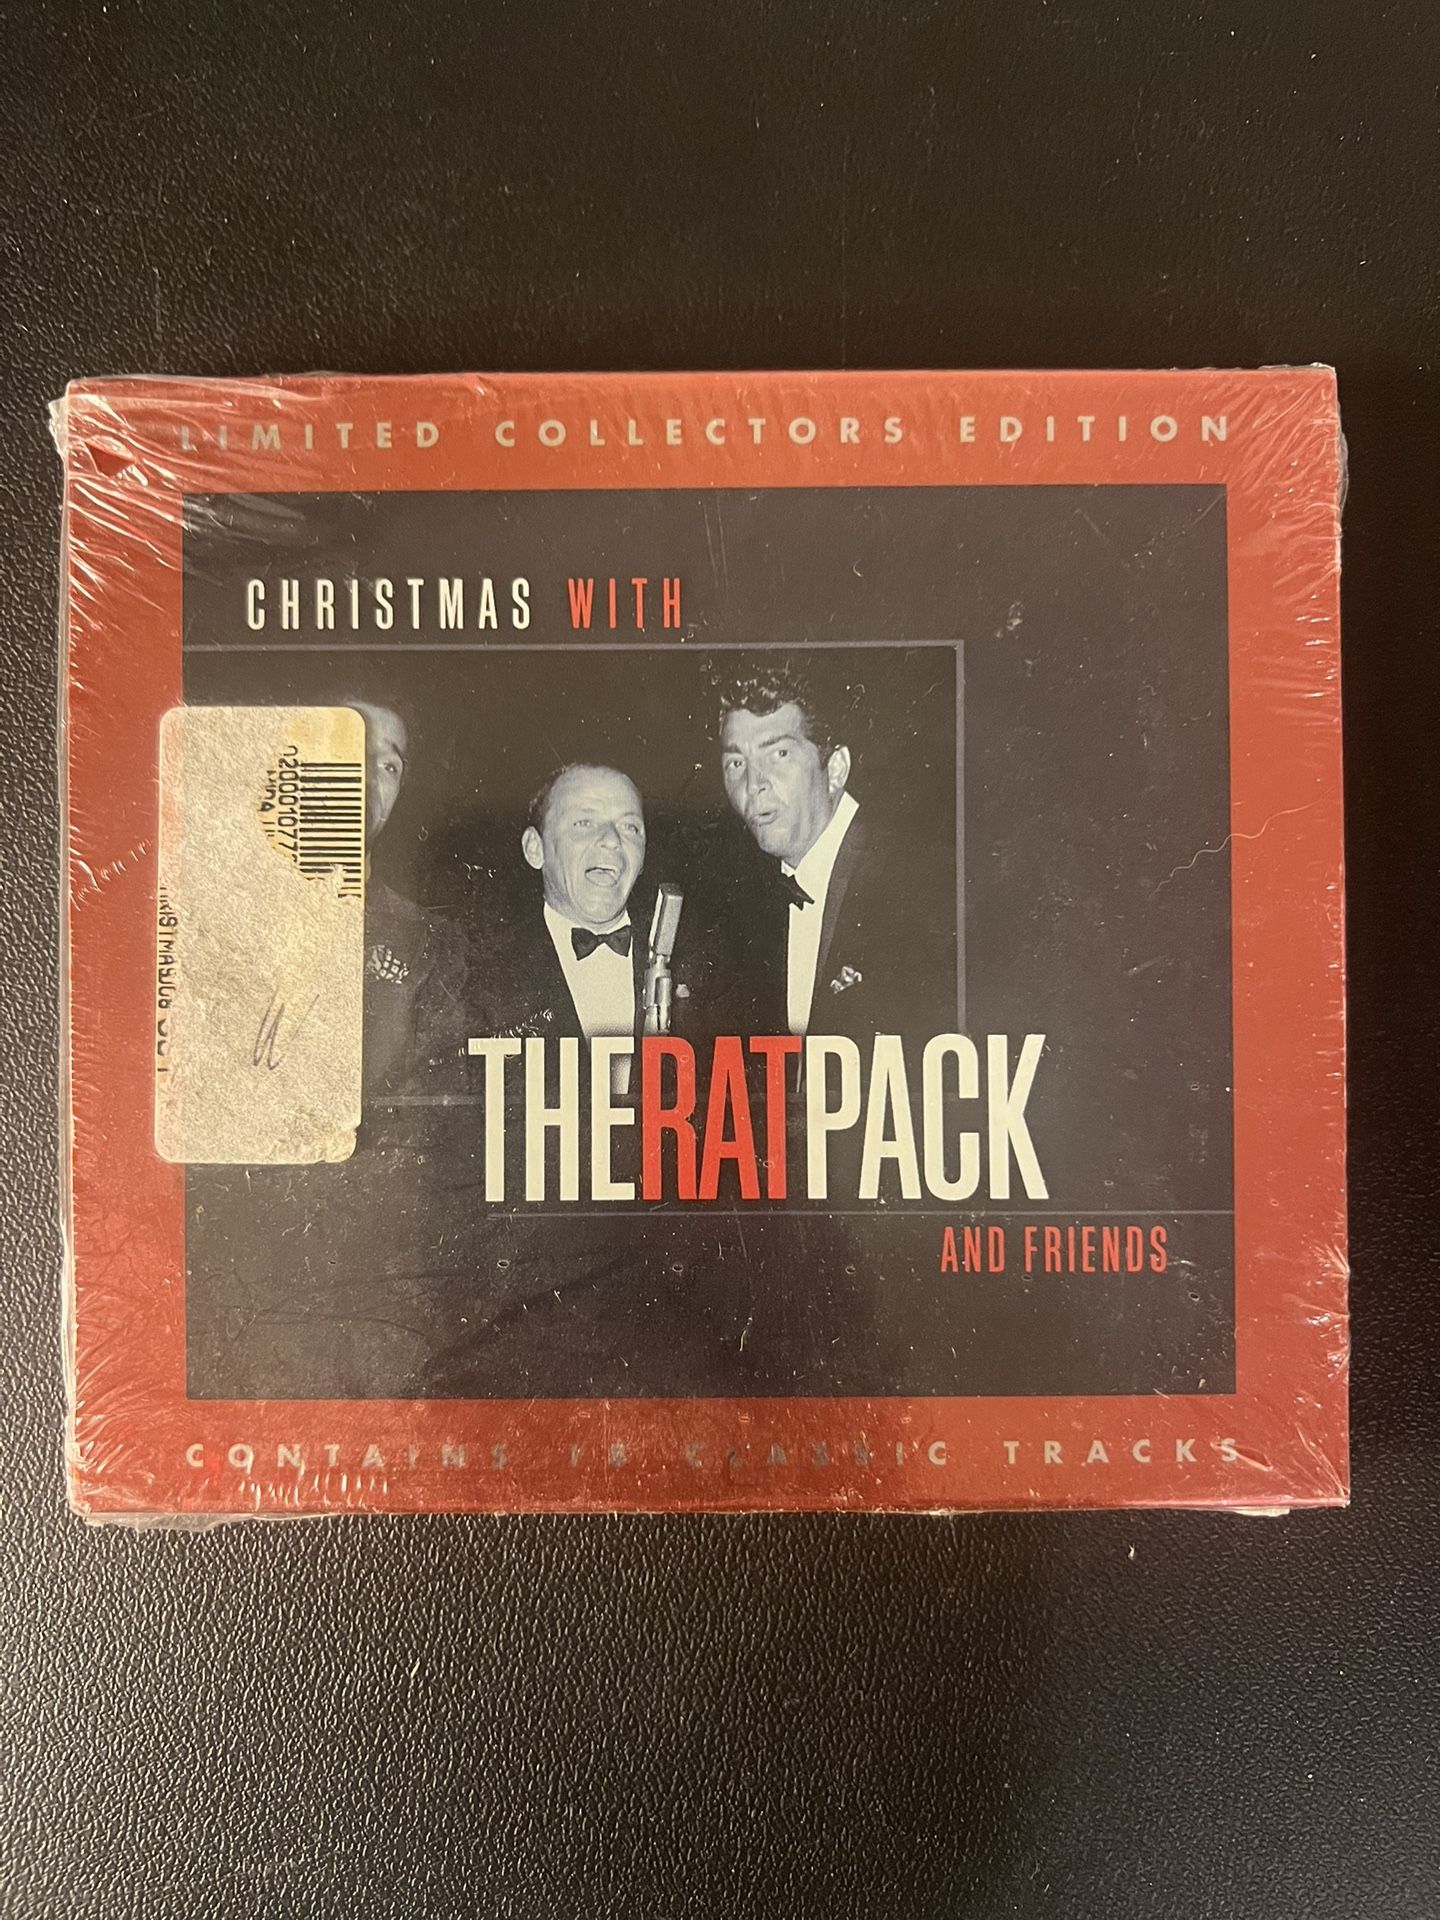 LIMITED COLLECTORS EDITION
CHRISTMAS WITH
THERATPACK
AND FRIENDS
CONTAINS 18 CLASSIC TRACKS